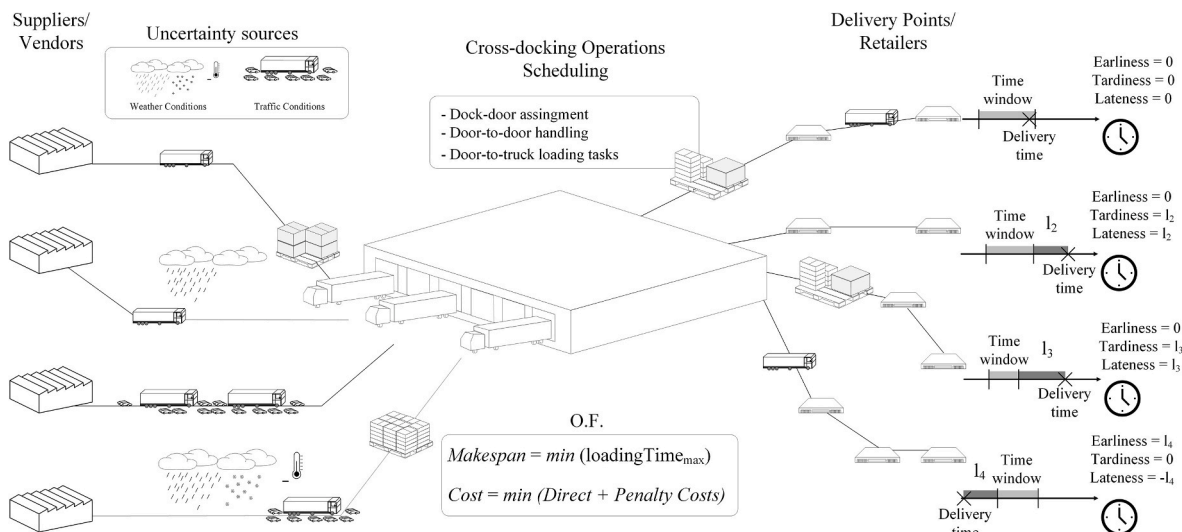 Suppliers/
Vendors
Uncertainty sources
Weather Conditions
Traffic Conditions
Cross-docking Operations
Scheduling
- Dock-door assingment
- Door-to-door handling
- Door-to-truck loading tasks
Delivery Points/
Retailers
Time
window
Delivery
time
Earliness = 0
Tardiness = 0
Lateness = 0
Time
window
l₂
Delivery
time
Earliness = 0
Tardiness = l₂
Lateness = l₂
Time
window
l₃
Delivery
time
Earliness = 0
Tardiness = l₃
Lateness = l₃
l₄
Time
window
Delivery
time
Earliness = l₄
Tardiness = 0
Lateness = -l₄
O.F.
Makespan = min (loadingTimeₘₐₓ)
Cost = min (Direct + Penalty Costs)